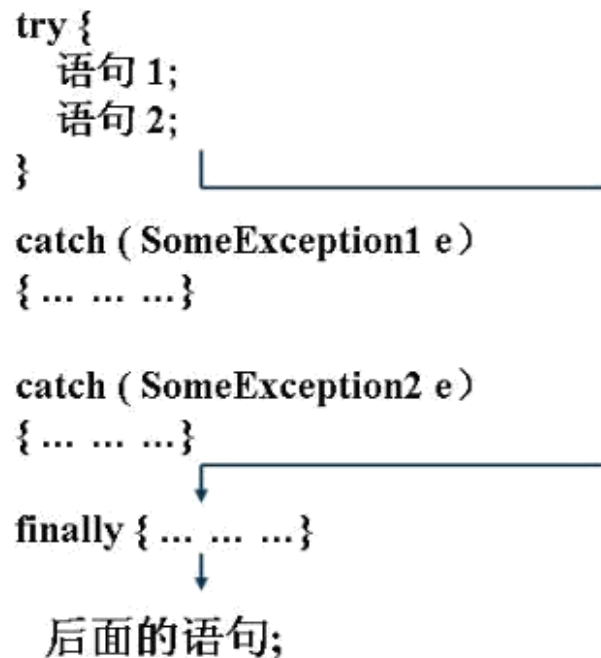 try {
语句 1;
语句 2;
}
catch ( SomeException1 e）
{ ... ... ...}
catch ( SomeException2 e）
{ ... ... ...}
finally { ... ... ...}
后面的语句;